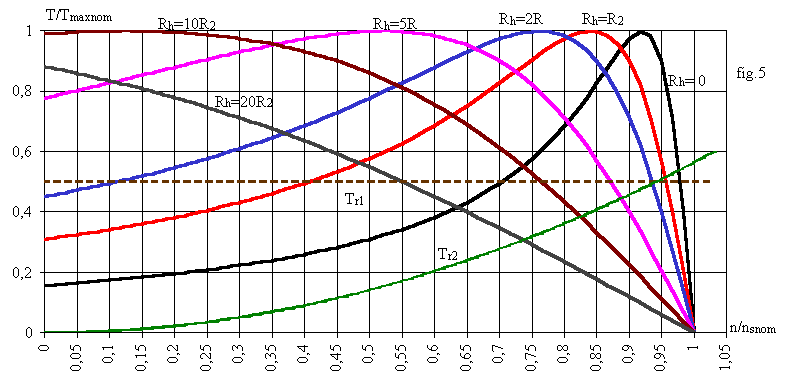 T/Tmaxnom
Rh=10R2
Rh=5R
Rh=2R
Rh=R2
Rh=0
fig.5
Rh=20R2
Tr1
Tr2
n/nsnom
1
0,8
0,6
0,4
0,2
0
0
0,05
0,1
0,15
0,2
0,25
0,3
0,35
0,4
0,45
0,5
0,55
0,6
0,65
0,7
0,75
0,8
0,85
0,9
0,95
1
1,05